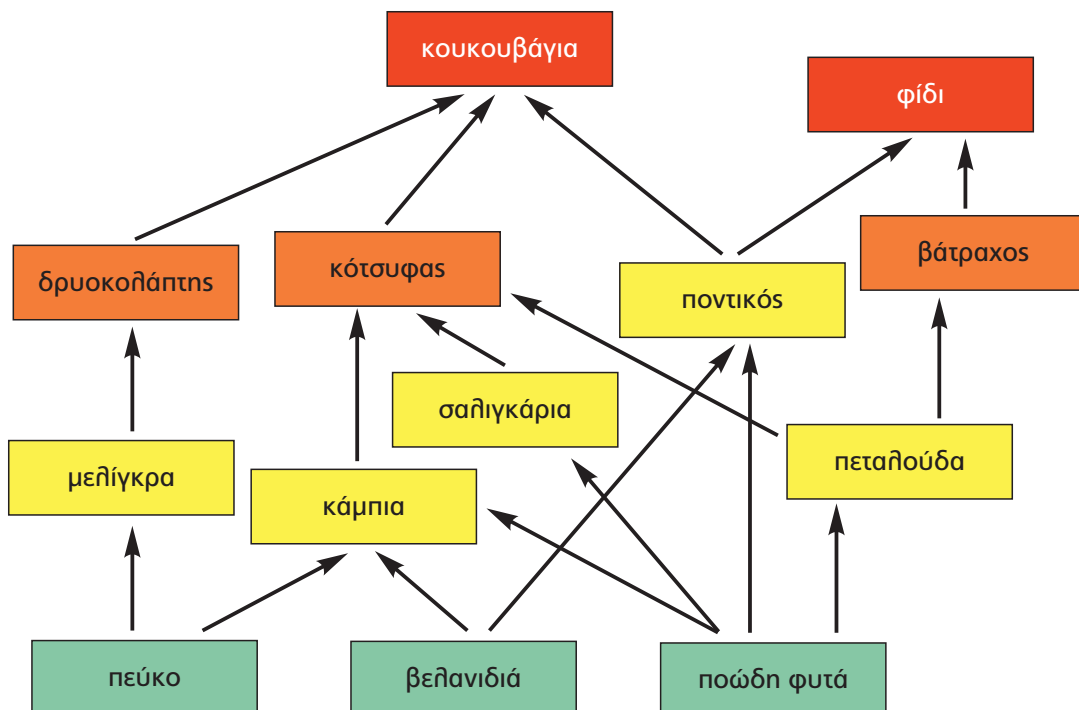 κουκουβάγια
φίδι
δρυοκολάπτης
κότσυφας
ποντικός
βάτραχος
μελίγκρα
κάμπια
σαλιγκάρια
πεταλούδα
πεύκο
βελανιδιά
ποώδη φυτά